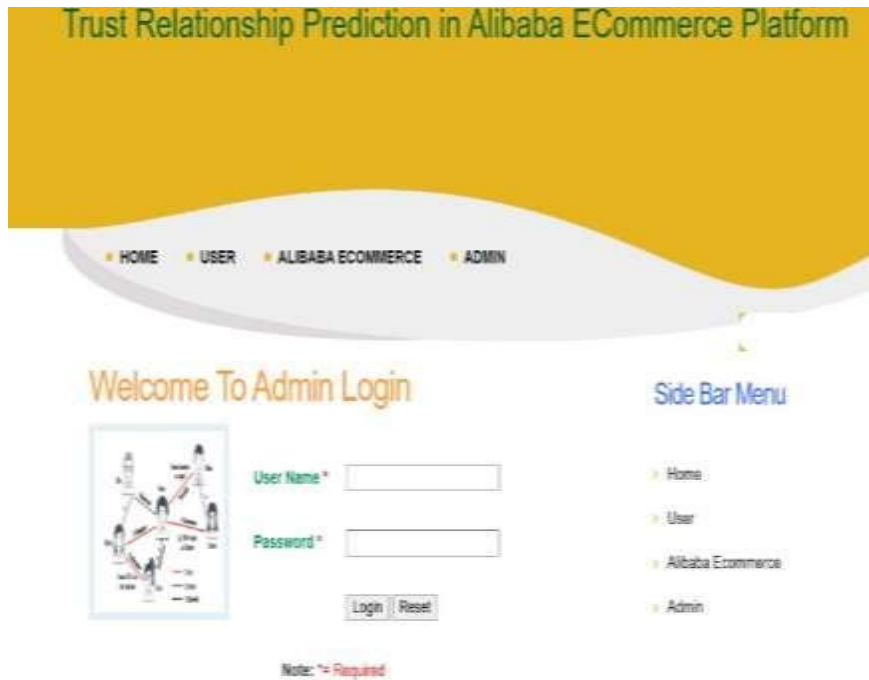 Trust Relationship Prediction in Alibaba ECommerce Platform
HOME USER ALIBABA ECOMMERCE ADMIN
Welcome To Admin Login
User Name *
Password *
Login Reset
Note: *= Required
Side Bar Menu
Home
User
Alibaba Ecommerce
Admin